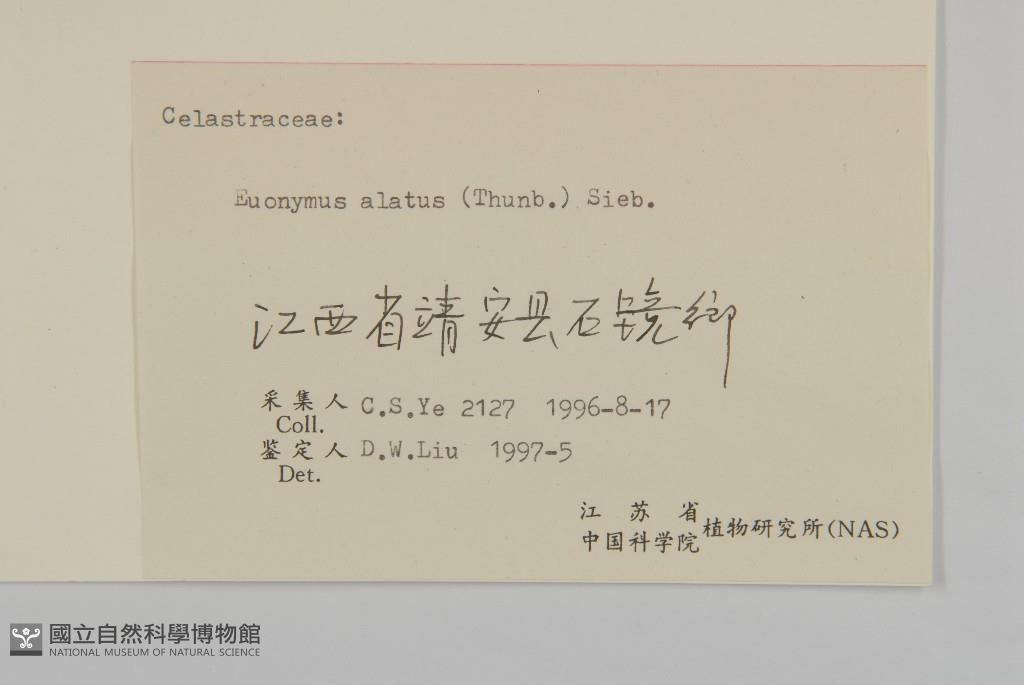 Celastraceae:
Euonymus alatus (Thunb.) Sieb.
江西省靖安县石镜鄉
采集人 C.S.Ye 2127 1996-8-17
Coll.
鉴定人 D.W.Liu 1997-5
Det.
江苏省
中国科学院植物研究所(NAS)
國立自然科學博物館
NATIONAL MUSEUM OF NATURAL SCIENCE